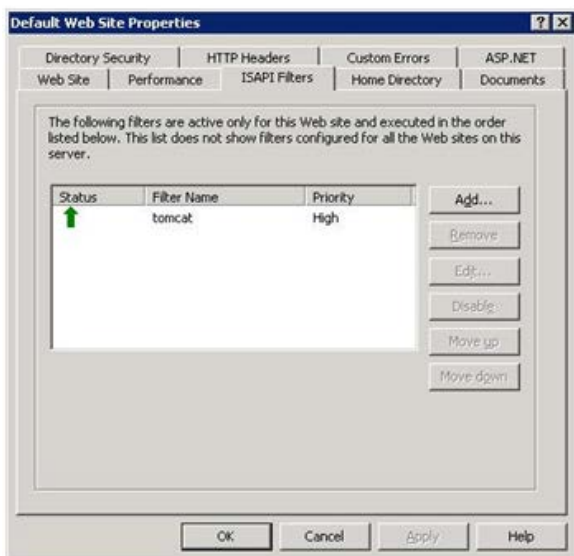 Default Web Site Properties
Directory Security HTTP Headers Custom Errors ASP.NET
Web Site Performance ISAPI Filters Home Directory Documents
The following filters are active only for this Web site and executed in the order
listed below. This list does not show filters configured for all the Web sites on this
server.
Status Filter Name Priority
tomcat High
Add...
Remove
Edit...
Disable
Move up
Move down
OK Cancel Apply Help